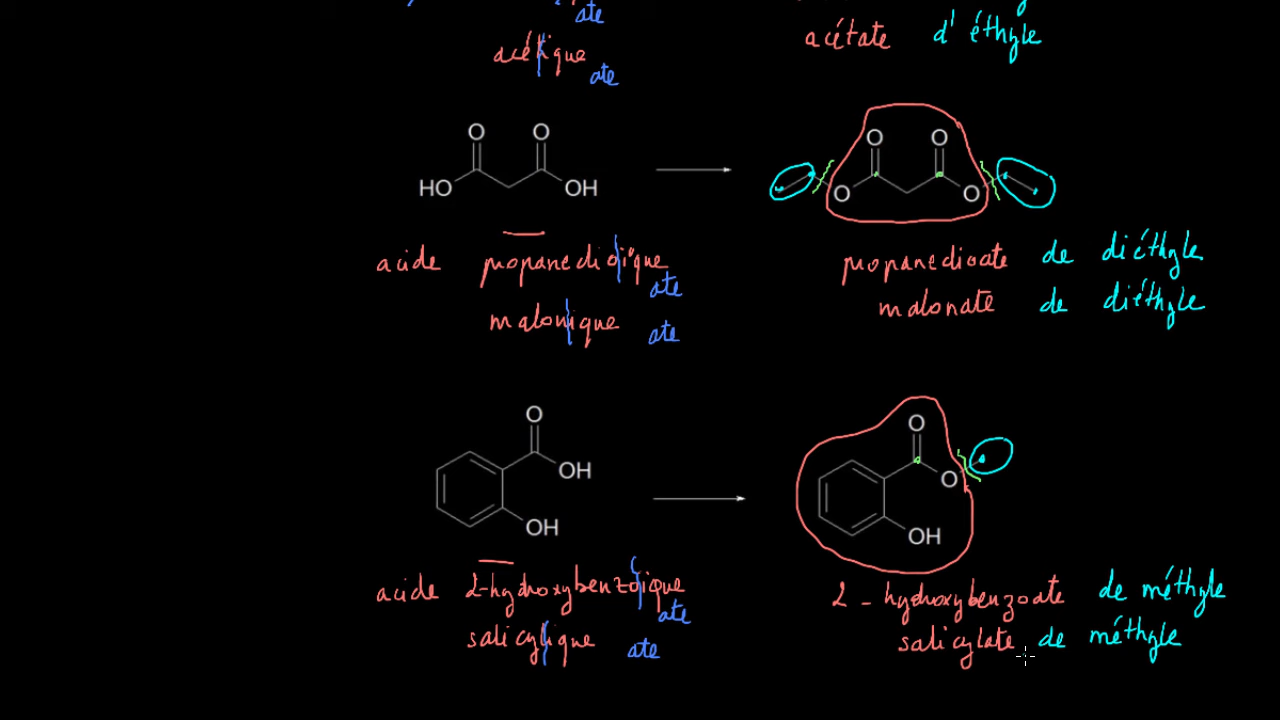 ate
acétique
ate
acétate d'éthyle
O O
HO OH
O O
O O
acide propanedioïque
ate
malonique ate
propanedioate de diéthyle
malonate de diéthyle
O
OH
OH
O
O
OH
acide 2-hydroxybenzoïque
ate
salicylique ate
2-hydroxybenzoate de méthyle
salicylate de méthyle